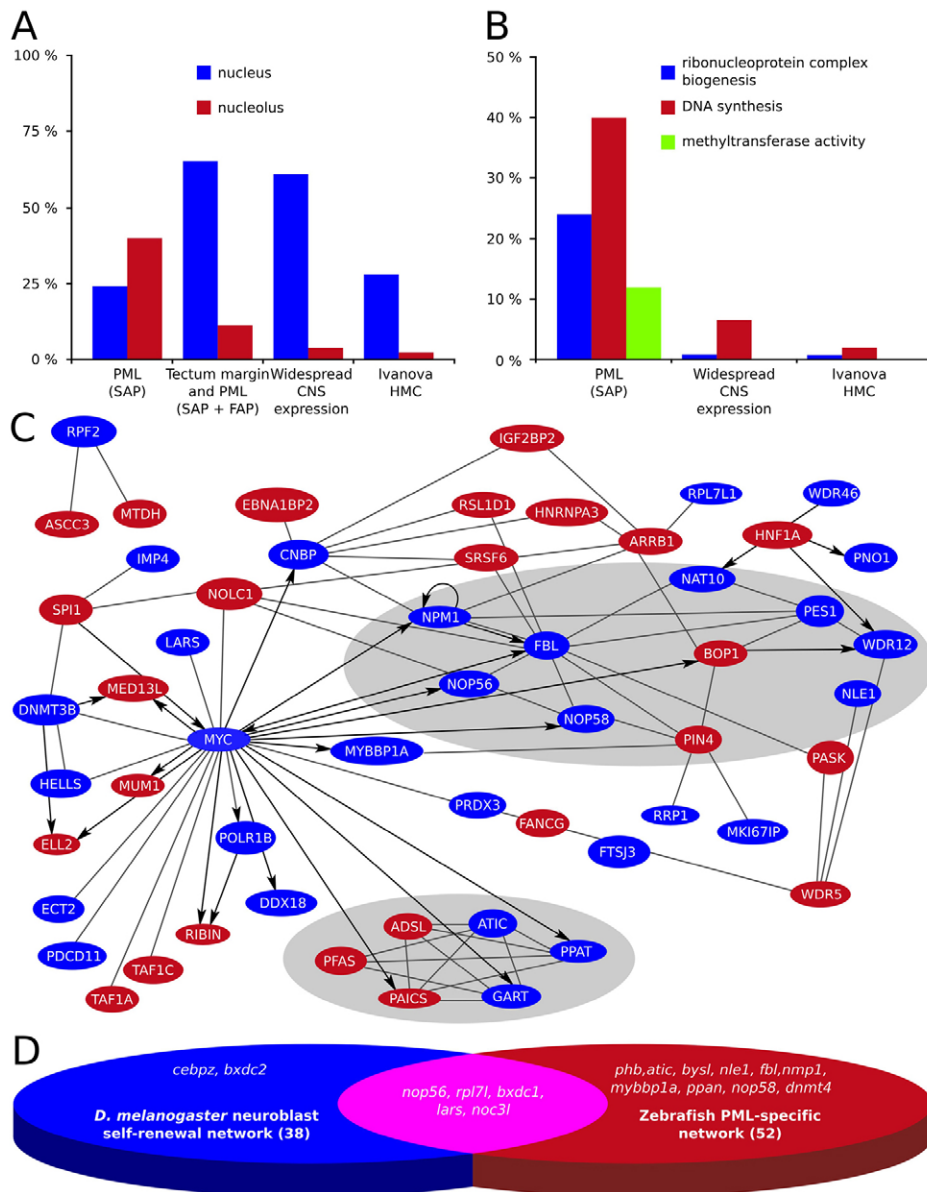 A
100 %
75 %
50 %
25 %
0 %
nucleus
nucleolus
PML
(SAP)
Tectum margin
and PML
(SAP + FAP)
Widespread
CNS
expression
Ivanova
HMC
B
50 %
40 %
30 %
20 %
10 %
0 %
ribonucleoprotein complex
biogenesis
DNA synthesis
methyltransferase activity
PML
(SAP)
Widespread
CNS
expression
Ivanova
HMC
C
RPF2
ASCC3
MTDH
IGF2BP2
EBNA1BP2
RSL1D1
HNRNPA3
RPL7L1
WDR46
IMP4
CNBP
SRSF6
ARRB1
HNF1A
PNO1
SPI1
NOLC1
NAT10
NPM1
PES1
LARS
FBL
BOP1
WDR12
DNMT3B
MED13L
NOP56
NLE1
MYC
NOP58
MYBBP1A
PIN4
PASK
HELLS
MUM1
PRDX3
RRP1
MKI67IP
ELL2
POLR1B
FANCG
FTSJ3
WDR5
ECT2
DDX18
RIBIN
ADSL
ATIC
PDCD11
PFAS
PPAT
TAF1C
TAF1A
PAICS
GART
D
cebpz, bxdc2
D. melanogaster neuroblast
self-renewal network (38)
nop56, rpl7l, bxdc1,
lars, noc3l
phb,atic, bysl, nle1, fbl,nmp1,
mybbp1a, ppan, nop58, dnmt4
Zebrafish PML-specific
network (52)